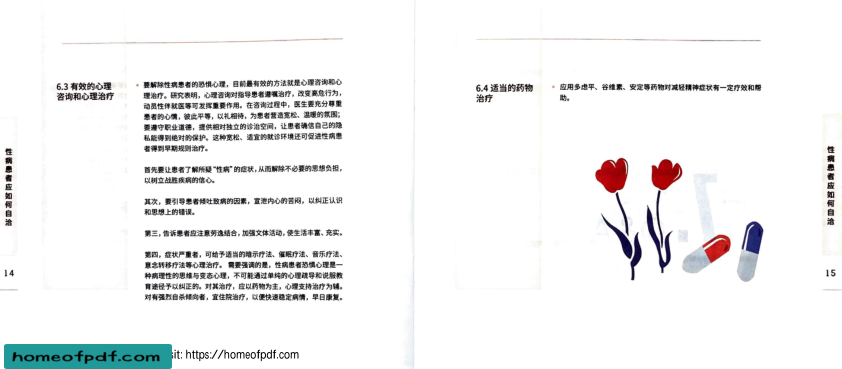 6.3 有效的心理
咨询和心理治疗
• 要解除性病患者的恐惧心理，目前最有效的方法就是心理咨询和心
理治疗。研究表明，心理咨询对指导患者遵嘱治疗，改变高危行为，
动员性伴就医等可发挥重要作用。在咨询过程中，医生要充分尊重
患者的心情，彼此平等，以礼相待，为患者营造宽松、温暖的氛围；
要遵守职业道德，提供相对独立的诊治空间，让患者确信自己的隐
私能得到绝对的保护。这种宽松、适宜的就诊环境还可促进性病患
者得到早期规则治疗。
首先要让患者了解所疑“性病”的症状，从而解除不必要的思想负担，
以树立战胜疾病的信心。
其次，要引导患者倾吐致病的因素，宣泄内心的苦闷，以纠正认识
和思想上的错误。
第三，告诉患者应注意劳逸结合，加强文体活动，使生活丰富、充实。
第四，症状严重者，可给予适当的暗示疗法、催眠疗法、音乐疗法、
意念转移疗法等心理治疗。 需要强调的是，性病患者恐惧心理是一
种病理性的思维与变态心理，不可能通过单纯的心理疏导和说服教
育途径予以纠正的。对其治疗，应以药物为主，心理支持治疗为辅。
对有强烈自杀倾向者，宜住院治疗，以便快速稳定病情，早日康复。
性病患者应如何自治
14
6.4 适当的药物
治疗
• 应用多虑平、谷维素、安定等药物对减轻精神症状有一定疗效和帮
助。
性病患者应如何自治
15
homeofpdf.com
sit: https://homeofpdf.com